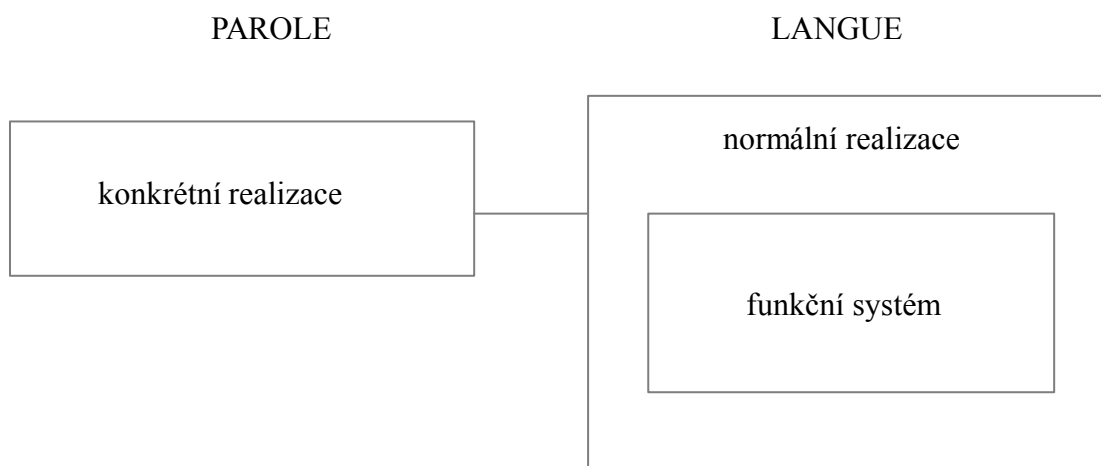 PAROLE
LANGUE
konkrétní realizace
normální realizace
funkční systém